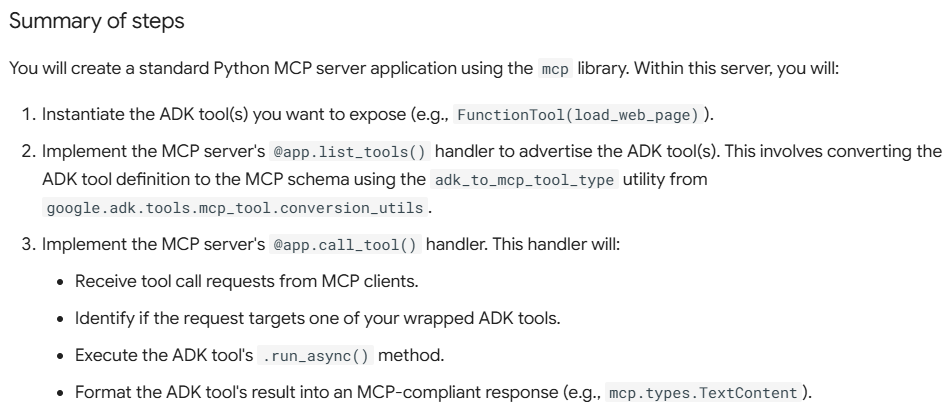 Summary of steps
You will create a standard Python MCP server application using the mcp library. Within this server, you will:
1. Instantiate the ADK tool(s) you want to expose (e.g., FunctionTool(load_web_page) ).
2. Implement the MCP server's @app.list_tools() handler to advertise the ADK tool(s). This involves converting the
ADK tool definition to the MCP schema using the adk_to_mcp_tool_type utility from
google.adk.tools.mcp_tool.conversion_utils .
3. Implement the MCP server's @app.call_tool() handler. This handler will:
• Receive tool call requests from MCP clients.
• Identify if the request targets one of your wrapped ADK tools.
• Execute the ADK tool's .run_async() method.
• Format the ADK tool's result into an MCP-compliant response (e.g., mcp.types.TextContent ).